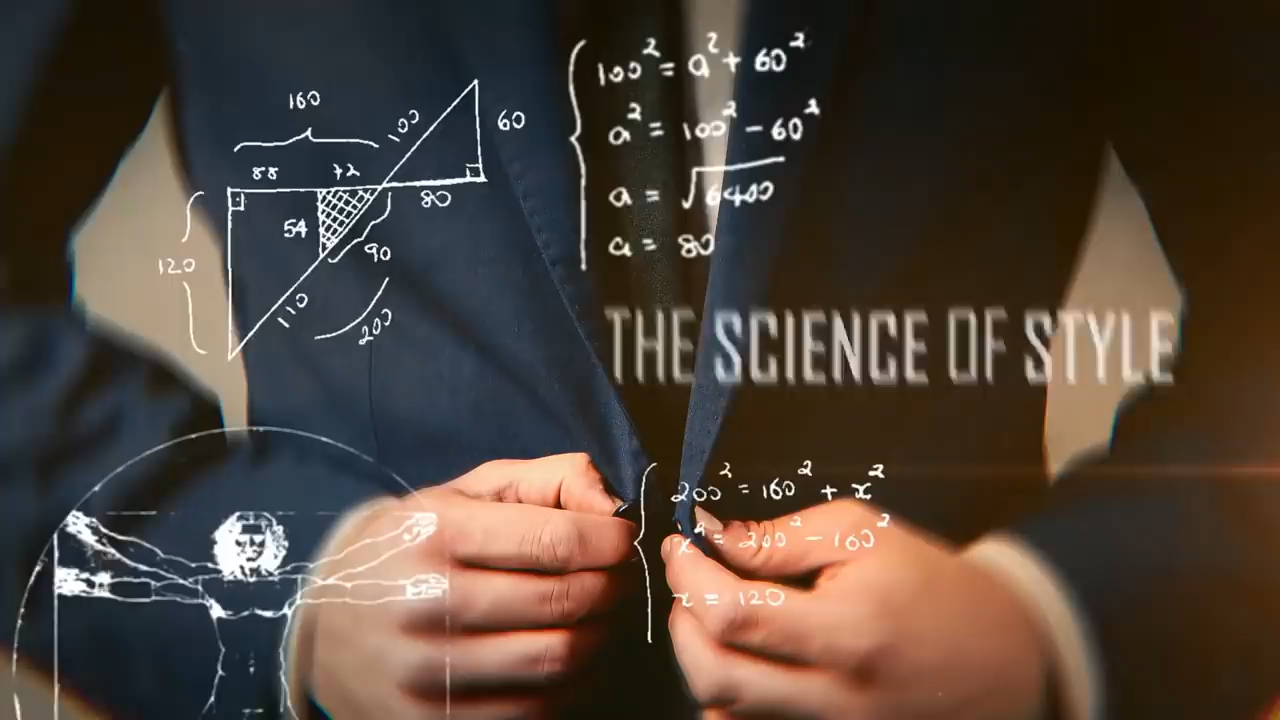 160
100
60
88
72
80
54
90
120
110
200
100² = a² + 60²
a² = 100² - 60²
a = √6400
a = 80
THE SCIENCE OF STYLE
200² = 160² + x²
x² = 200² - 160²
x = 120